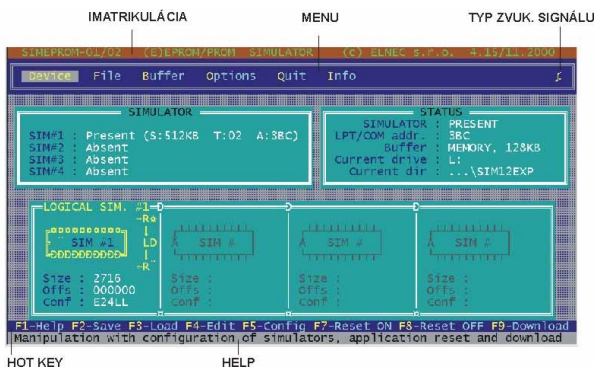 IMATRIKULÁCIA MENU TYP ZVUK. SIGNÁLU
SIMEPROM-01/02 (E)EPROM/PROM SIMULATOR (c) ELNEC s.r.o. 4.15/11.2000
Device File Buffer Options Quit Info ♬
SIMULATOR
SIM#1 : Present (S:512KB T:02 A:3BC)
SIM#2 : Absent
SIM#3 : Absent
SIM#4 : Absent
STATUS
SIMULATOR : PRESENT
LPT/COM addr. : 3BC
Buffer : MEMORY, 128KB
Current drive : L:
Current dir : ...\SIM12EXP
LOGICAL SIM. #1
R
SIM #1 LD
R
Size : 2716
Offs : 000000
Conf : E24LL
SIM #
Size :
Offs :
Conf :
SIM #
Size :
Offs :
Conf :
SIM #
Size :
Offs :
Conf :
F1-Help F2-Save F3-Load F4-Edit F5-Config F7-Reset ON F8-Reset OFF F9-Download
Manipulation with configuration of simulators, application reset and download
HOT KEY HELP